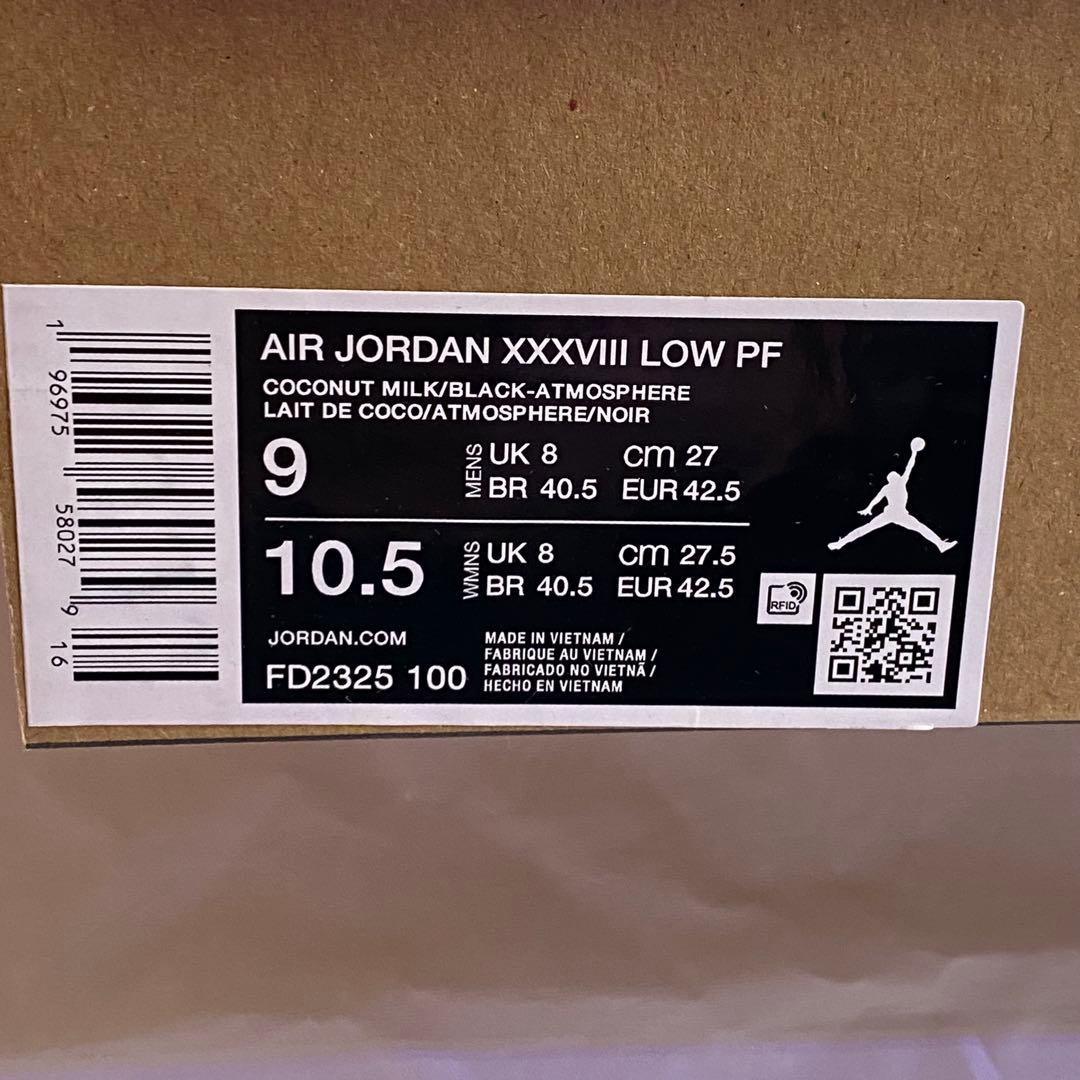 AIR JORDAN XXXVIII LOW PF
COCONUT MILK/BLACK-ATMOSPHERE
LAIT DE COCO/ATMOSPHERE/NOIR
9 MENS UK 8 cm 27
BR 40.5 EUR 42.5
10.5 WMNS UK 8 cm 27.5
BR 40.5 EUR 42.5
JORDAN.COM
FD2325 100
MADE IN VIETNAM /
FABRIQUE AU VIETNAM /
FABRICADO NO VIETNÃ /
HECHO EN VIETNAM
RFID
1 96975 58027 9 16